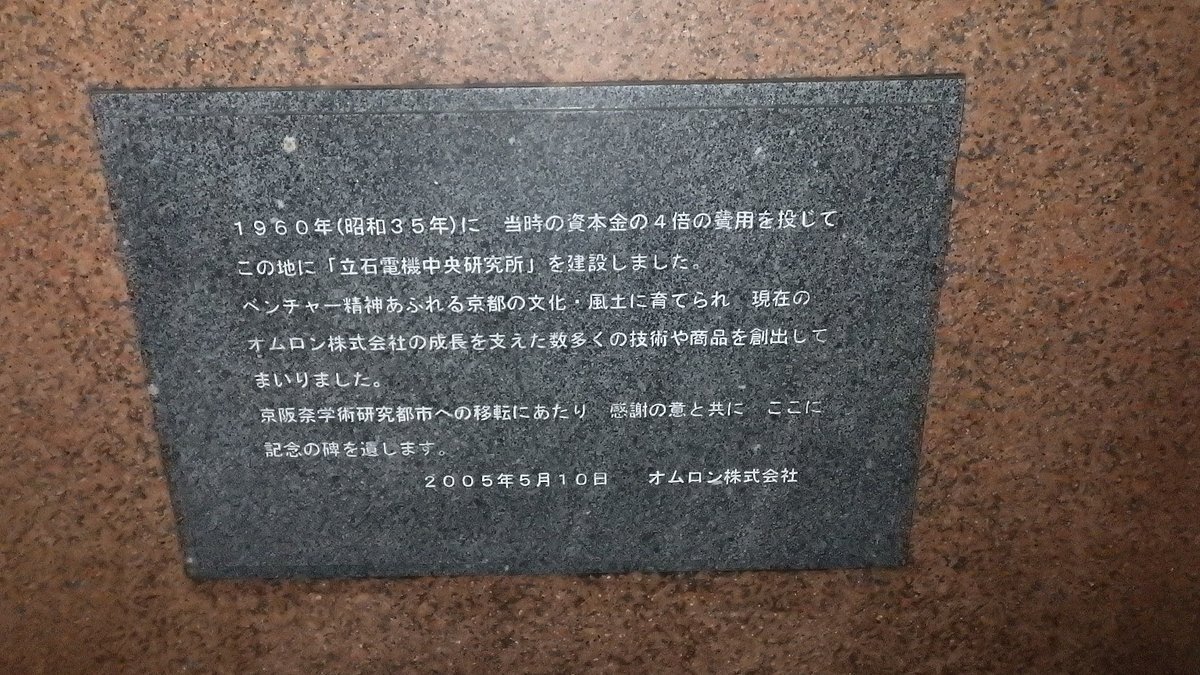 1960年(昭和35年)に　当時の資本金の4倍の費用を投じて
この地に「立石電機中央研究所」を建設しました。
ベンチャー精神あふれる京都の文化・風土に育てられ　現在の
オムロン株式会社の成長を支えた数多くの技術や商品を創出して
まいりました。
京阪奈学術研究都市への移転にあたり　感謝の意と共に　ここに
記念の碑を遺します。
2005年5月10日　　オムロン株式会社